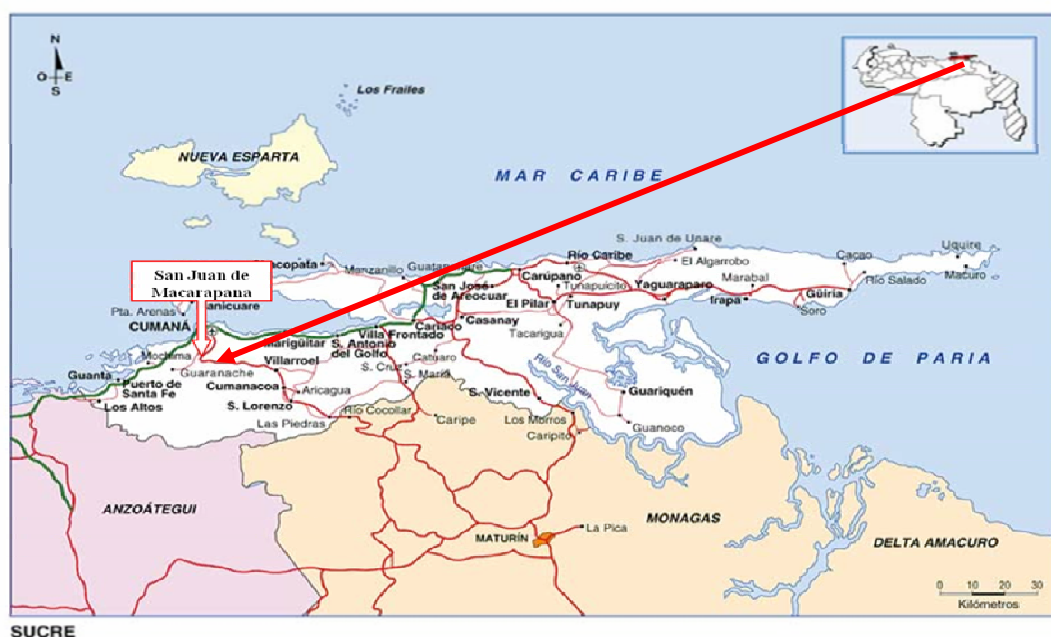 N
O E
S
Los Frailes
NUEVA ESPARTA
MAR CARIBE
S. Juan de Unare
Uquire
San Juan de
Macarapana
Manzanillo
Río Caribe
El Algarrobo
Cacao
Macuro
Carúpano
Tunapuicito
Marabal
Río Salado
San José
de Areocuar
Yaguaraparo
Güiria
Pta. Arenas
El Pilar
Tunapuy
Irapa
Soro
CUMANÁ
Cariaco
Casanay
Villa Frontado
Tacarigua
Marigüitar
S. Antonio
del Golfo
Mochima
Villarroel
Catuaro
S. Cruz
GOLFO DE PARIA
Guanta
Guaranache
S. María
Río San Juan
Puerto de
Santa Fe
Cumanacoa
Aricagua
S. Vicente
Guariquén
Los Altos
S. Lorenzo
Río Cocollar
Las Piedras
Caripe
Los Morros
Guanoco
Caripito
ANZOÁTEGUI
MONAGAS
La Pica
MATURÍN
DELTA AMACURO
0 10 20 30
Kilómetros
SUCRE